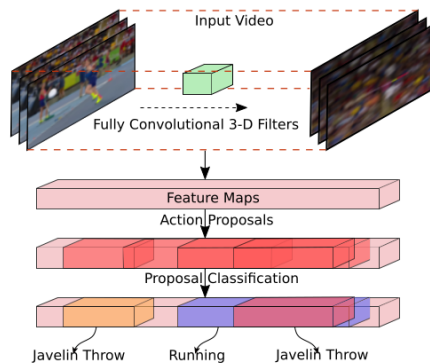 Input Video
Fully Convolutional 3-D Filters
Feature Maps
Action Proposals
Proposal Classification
Javelin Throw
Running
Javelin Throw